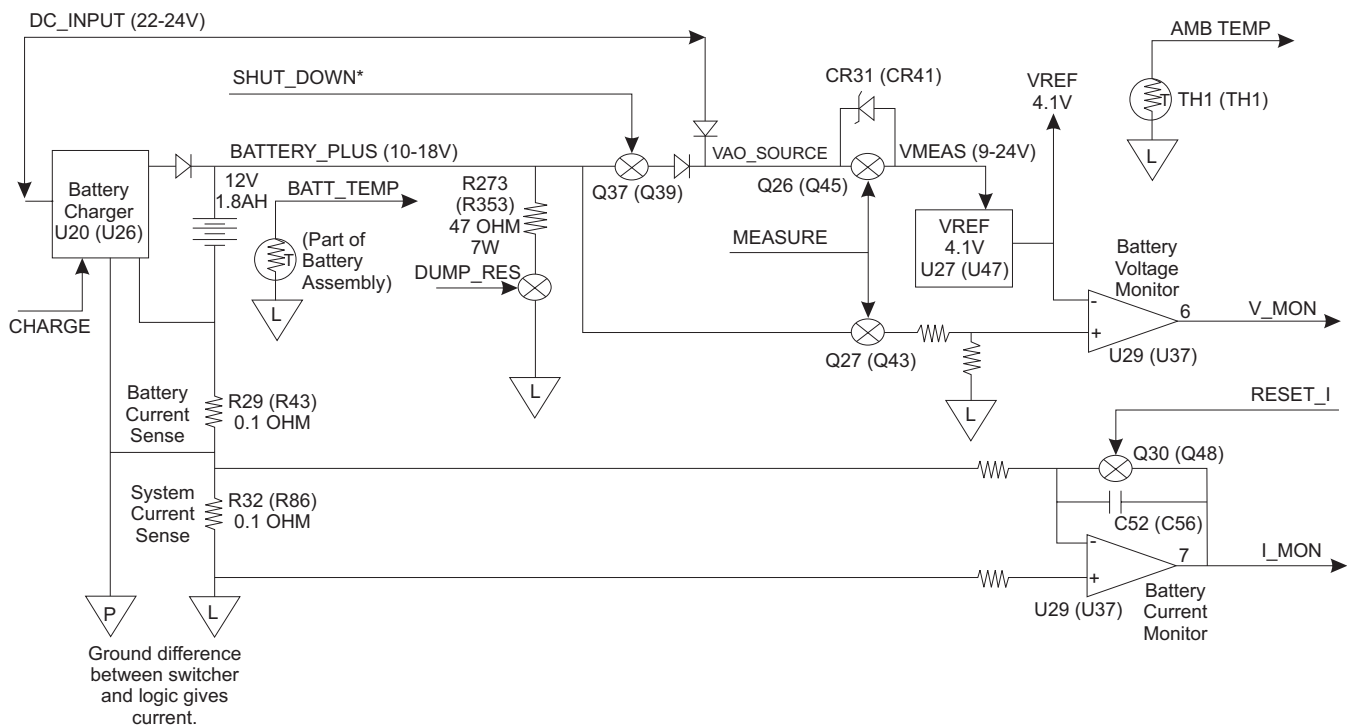 DC_INPUT (22-24V)
AMB TEMP
SHUT_DOWN*
CR31 (CR41)
VREF
4.1V
TH1 (TH1)
T
L
BATTERY_PLUS (10-18V)
VAO_SOURCE
VMEAS (9-24V)
Battery
Charger
U20 (U26)
12V
1.8AH
BATT_TEMP
R273
(R353)
47 OHM
7W
Q37 (Q39)
Q26 (Q45)
T
(Part of
Battery
Assembly)
MEASURE
VREF
4.1V
U27 (U47)
Battery
Voltage
Monitor
DUMP_RES
L
CHARGE
-
+
6
V_MON
U29 (U37)
Q27 (Q43)
L
L
Battery
Current
Sense
R29 (R43)
0.1 OHM
RESET_I
Q30 (Q48)
System
Current
Sense
R32 (R86)
0.1 OHM
C52 (C56)
-
+
7
I_MON
U29 (U37)
Battery
Current
Monitor
P
L
Ground difference
between switcher
and logic gives
current.